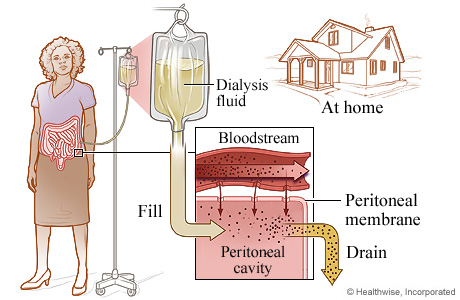 Dialysis
fluid
At home
Bloodstream
Peritoneal
membrane
Fill
Peritoneal
cavity
Drain
© Healthwise, Incorporated